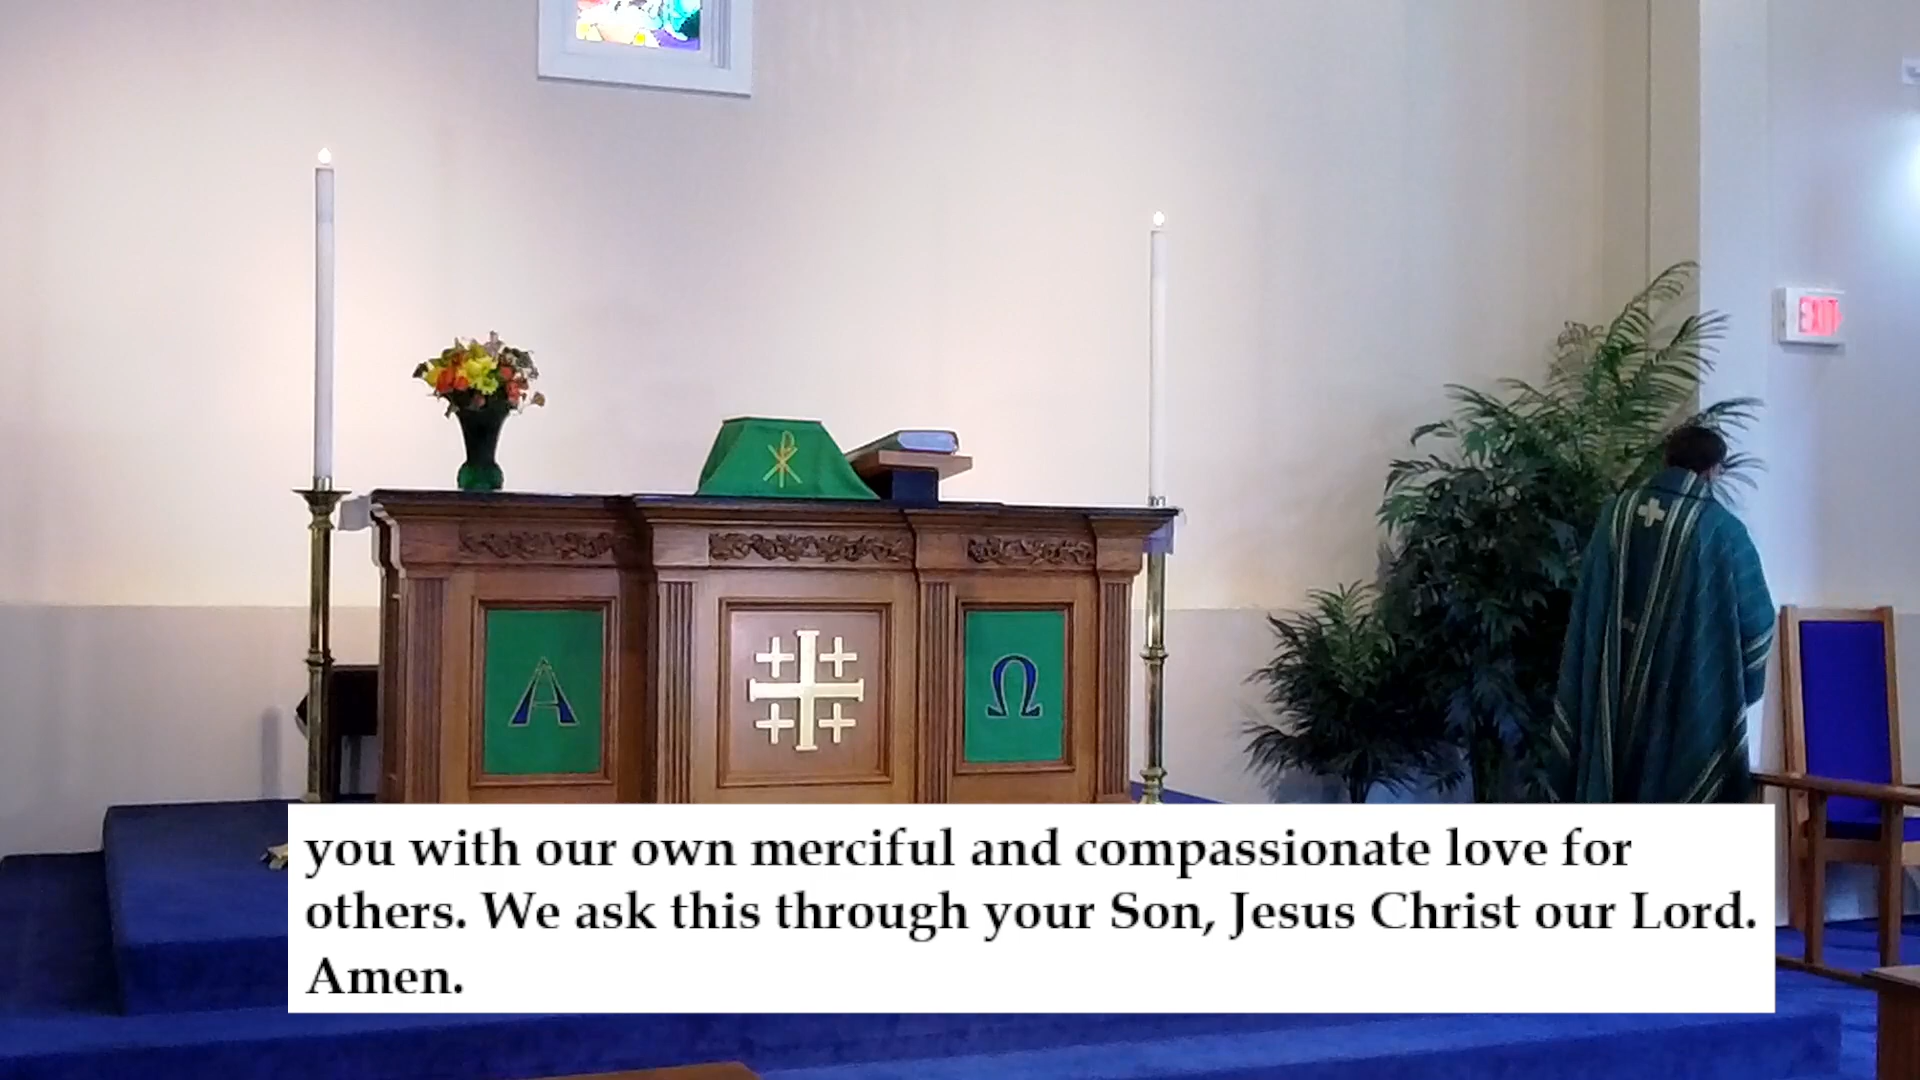 EXIT
Α
Ω
you with our own merciful and compassionate love for
others. We ask this through your Son, Jesus Christ our Lord.
Amen.